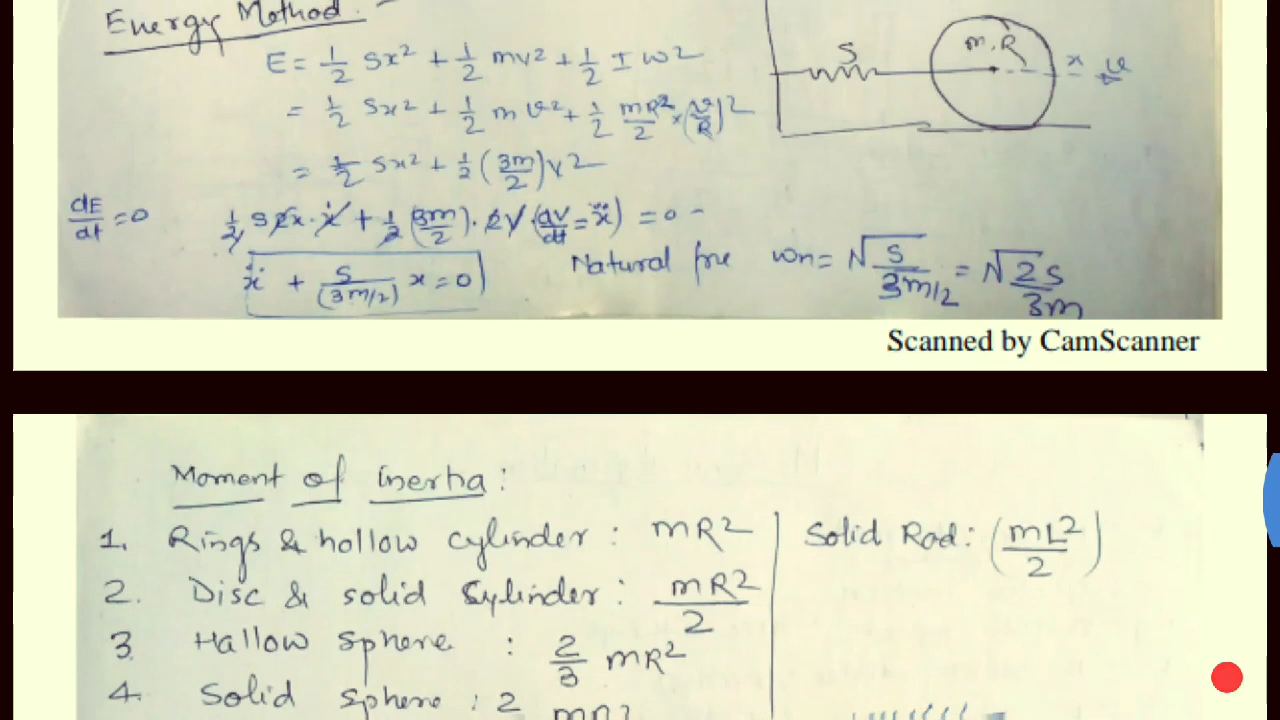 Energy Method.
E = 1/2 Sx² + 1/2 mv² + 1/2 I ω²
= 1/2 Sx² + 1/2 m v² + 1/2 mR²/2 × (v/R)²
= 1/2 Sx² + 1/2 (3m/2) v²
dE/dt = 0 1/2 S 2x · ẋ + 1/2 (3m/2) · 2v (dv/dt = ẍ) = 0
ẍ + S/(3m/2) x = 0 Natural fre ωn = √S/3m/2 = √2S/3m
S m.R x v
Scanned by CamScanner
Moment of Inertia :
1. Rings & hollow cylinder : mR²
Solid Rod : (mL²/2)
2. Disc & solid Cylinder : mR²/2
3. Hallow sphere : 2/3 mR²
4. Solid sphere : 2 mR²